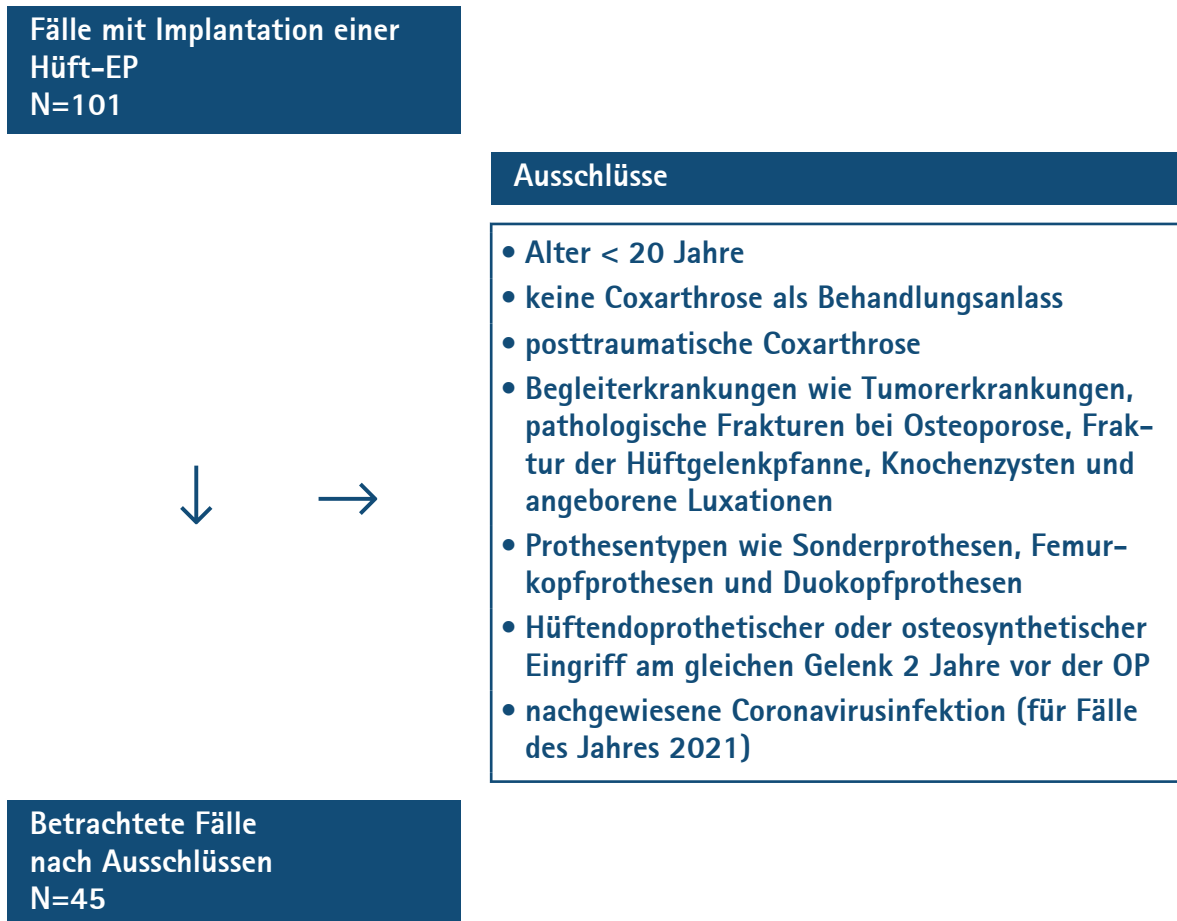 Fälle mit Implantation einer
Hüft-EP
N=101
Ausschlüsse
• Alter < 20 Jahre
• keine Coxarthrose als Behandlungsanlass
• posttraumatische Coxarthrose
• Begleiterkrankungen wie Tumorerkrankungen,
pathologische Frakturen bei Osteoporose, Frak-
tur der Hüftgelenkpfanne, Knochenzysten und
angeborene Luxationen
• Prothesentypen wie Sonderprothesen, Femur-
kopfprothesen und Duokopfprothesen
• Hüftendoprothetischer oder osteosynthetischer
Eingriff am gleichen Gelenk 2 Jahre vor der OP
• nachgewiesene Coronavirusinfektion (für Fälle
des Jahres 2021)
Betrachtete Fälle
nach Ausschlüssen
N=45